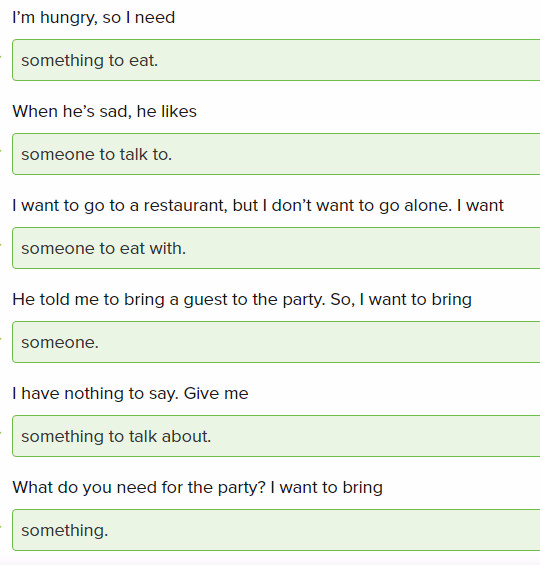 I’m hungry, so I need
something to eat.
When he’s sad, he likes
someone to talk to.
I want to go to a restaurant, but I don’t want to go alone. I want
someone to eat with.
He told me to bring a guest to the party. So, I want to bring
someone.
I have nothing to say. Give me
something to talk about.
What do you need for the party? I want to bring
something.